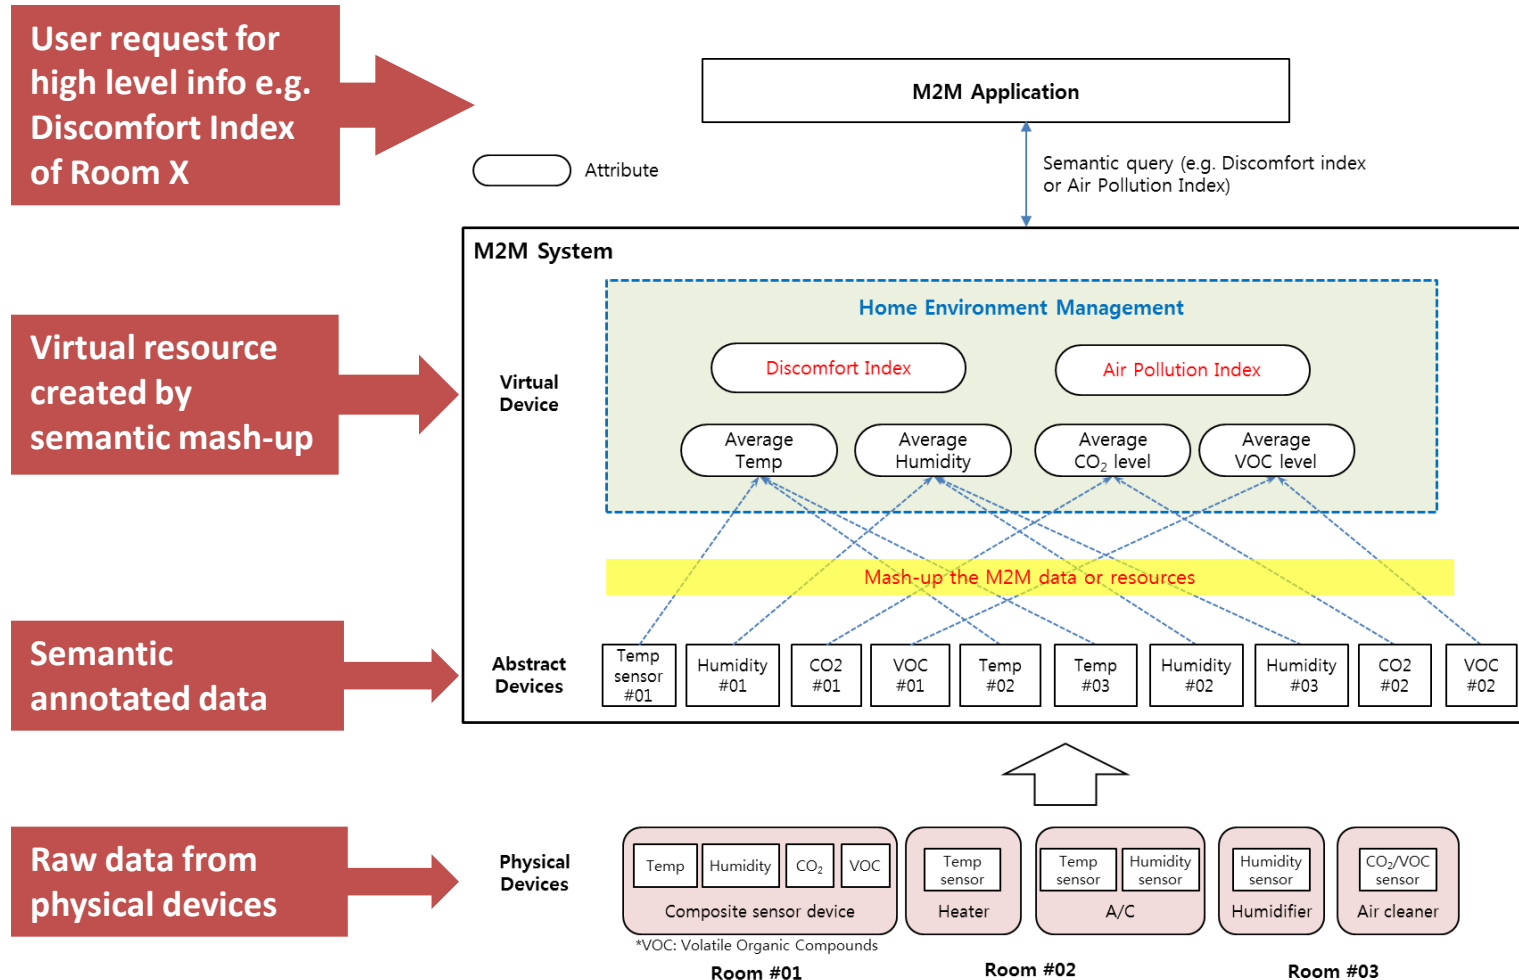 User request for
high level info e.g.
Discomfort Index
of Room X
M2M Application
Attribute
Semantic query (e.g. Discomfort index
or Air Pollution Index)
M2M System
Home Environment Management
Virtual resource
created by
semantic mash-up
Virtual
Device
Discomfort Index
Air Pollution Index
Average
Temp
Average
Humidity
Average
CO₂ level
Average
VOC level
Mash-up the M2M data or resources
Semantic
annotated data
Abstract
Devices
Temp
sensor
#01
Humidity
#01
CO2
#01
VOC
#01
Temp
#02
Temp
#03
Humidity
#02
Humidity
#03
CO2
#02
VOC
#02
Raw data from
physical devices
Physical
Devices
Temp
Humidity
CO₂
VOC
Composite sensor device
Temp
sensor
Heater
Temp
sensor
Humidity
sensor
A/C
Humidity
sensor
Humidifier
CO₂/VOC
sensor
Air cleaner
*VOC: Volatile Organic Compounds
Room #01
Room #02
Room #03